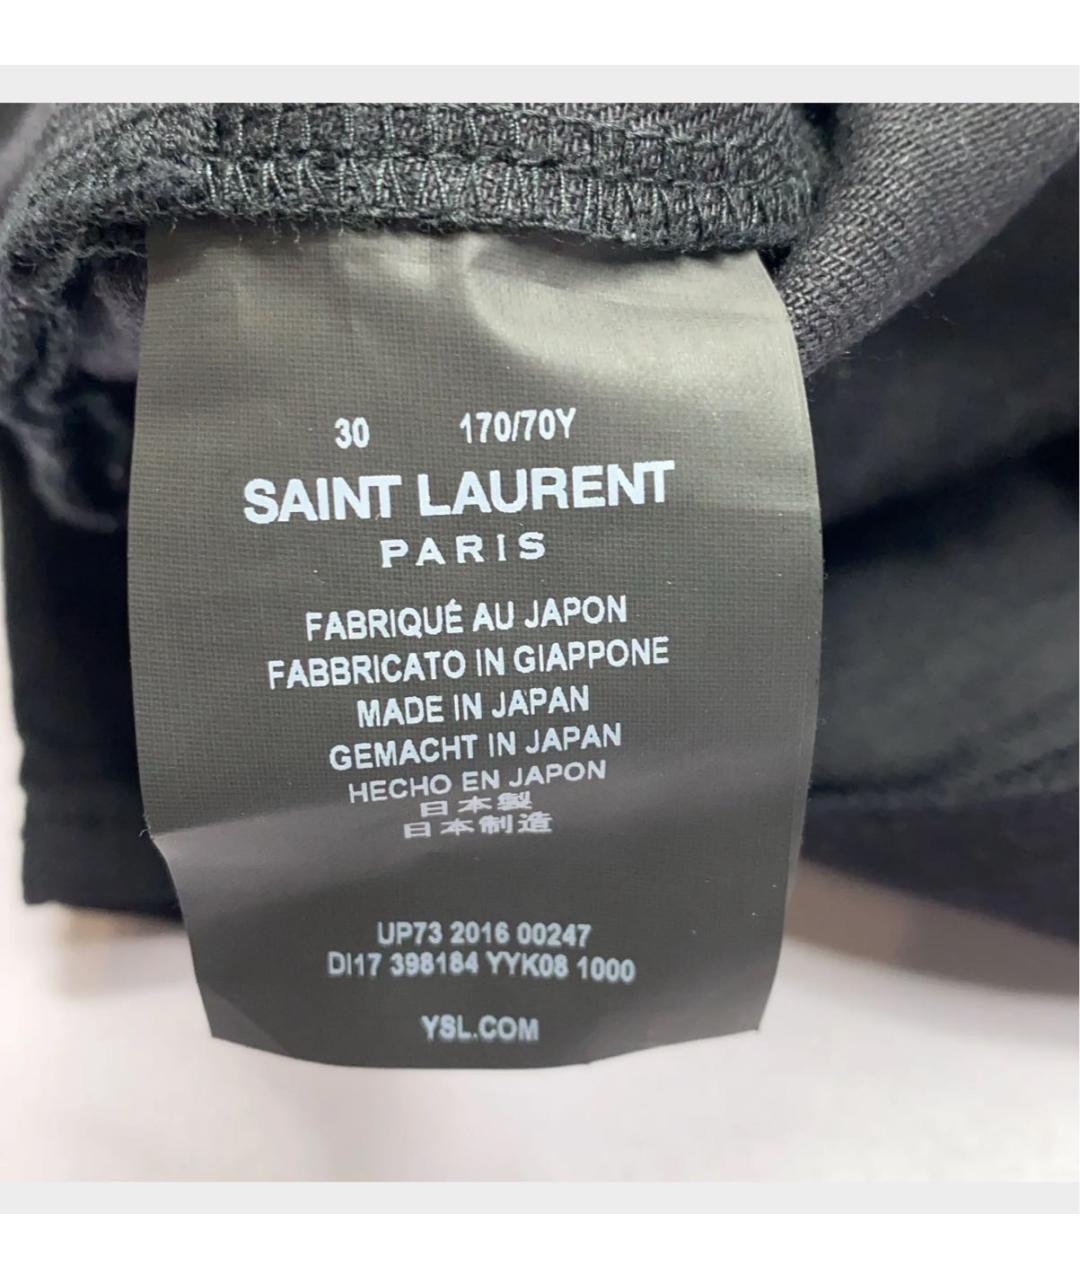 30 170/70Y
SAINT LAURENT
PARIS
FABRIQUÉ AU JAPON
FABBRICATO IN GIAPPONE
MADE IN JAPAN
GEMACHT IN JAPAN
HECHO EN JAPON
日本製
日本制造
UP73 2016 00247
DI17 398184 YYK08 1000
YSL.COM